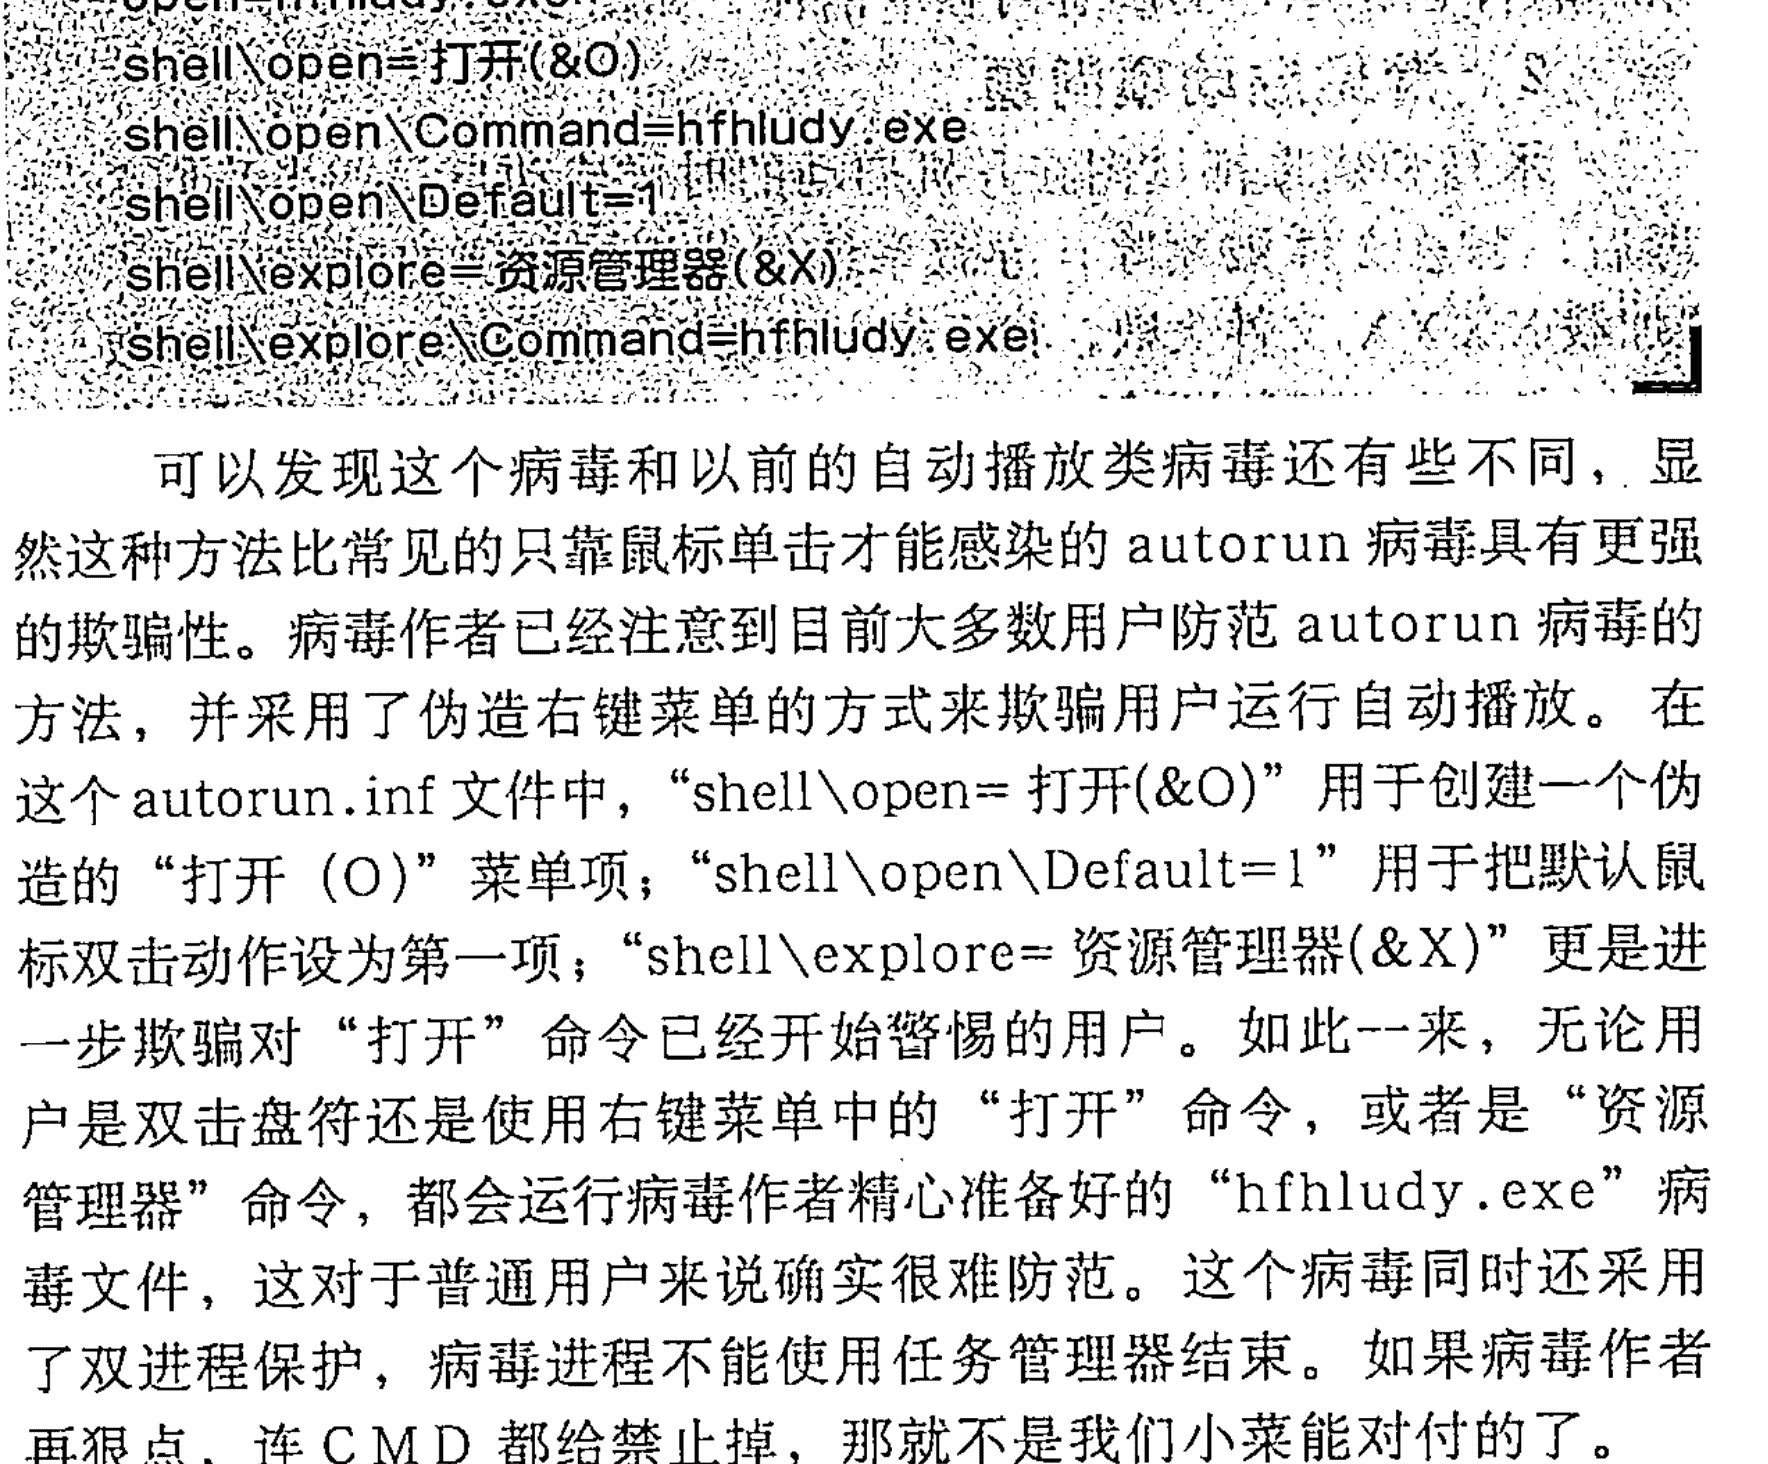 shell\open=打开(&O)
shell\open\Command=hfhludy.exe
shell\open\Default=1
shell\explore=资源管理器(&X)
shell\explore\Command=hfhludy.exe
可以发现这个病毒和以前的自动播放类病毒还有些不同，显
然这种方法比常见的只靠鼠标单击才能感染的 autorun 病毒具有更强
的欺骗性。病毒作者已经注意到目前大多数用户防范 autorun 病毒的
方法，并采用了伪造右键菜单的方式来欺骗用户运行自动播放。在
这个autorun.inf 文件中，“shell\open= 打开(&O)” 用于创建一个伪
造的 “打开 (O)” 菜单项；“shell\open\Default=1” 用于把默认鼠
标双击动作设为第一项；“shell\explore= 资源管理器(&X)” 更是进
一步欺骗对 “打开” 命令已经开始警惕的用户。如此一来，无论用
户是双击盘符还是使用右键菜单中的 “打开” 命令，或者是 “资源
管理器” 命令，都会运行病毒作者精心准备好的 “hfhludy.exe” 病
毒文件，这对于普通用户来说确实很难防范。这个病毒同时还采用
了双进程保护，病毒进程不能使用任务管理器结束。如果病毒作者
再狠点，连 CMD 都给禁止掉，那就不是我们小菜能对付的了。